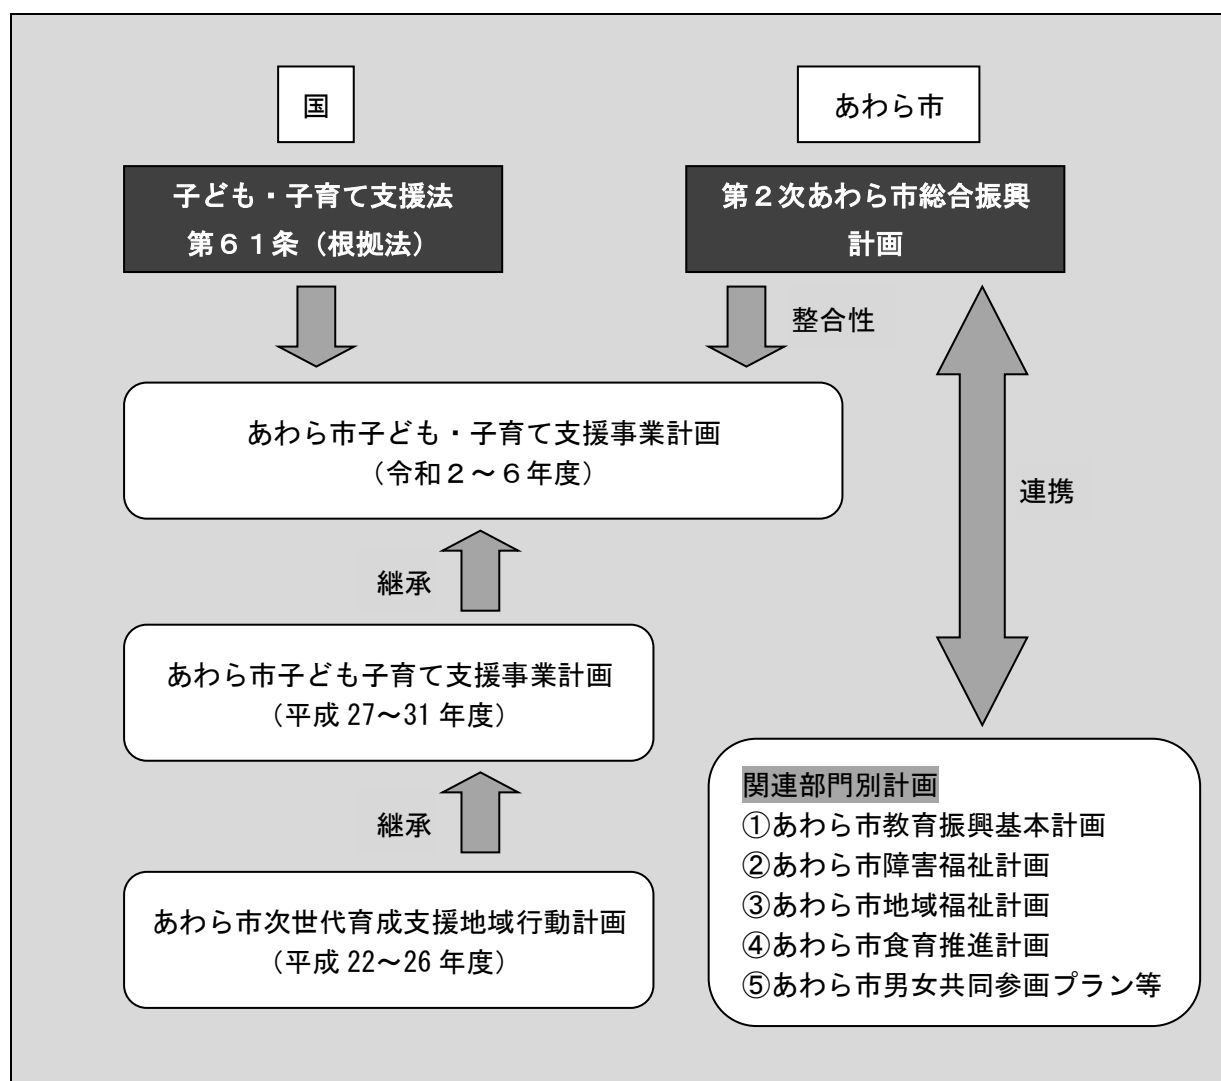 国
あわら市
子ども・子育て支援法
第６１条（根拠法）
第２次あわら市総合振興
計画
整合性
あわら市子ども・子育て支援事業計画
（令和２～６年度）
連携
継承
あわら市子ども子育て支援事業計画
（平成 27～31 年度）
継承
あわら市次世代育成支援地域行動計画
（平成 22～26 年度）
関連部門別計画
①あわら市教育振興基本計画
②あわら市障害福祉計画
③あわら市地域福祉計画
④あわら市食育推進計画
⑤あわら市男女共同参画プラン等